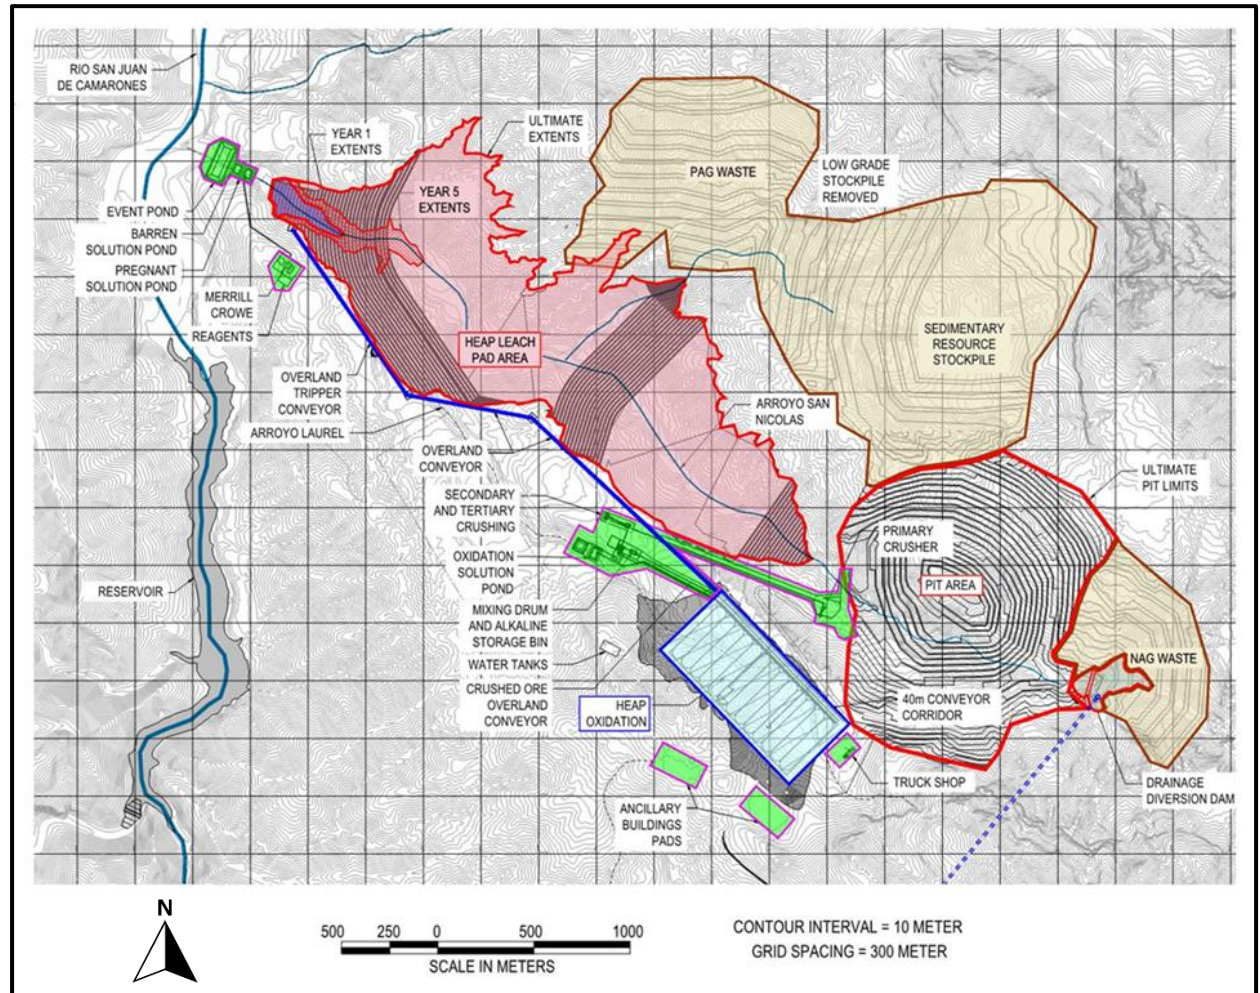 RIO SAN JUAN
DE CAMARONES
YEAR 1
EXTENTS
ULTIMATE
EXTENTS
PAG WASTE
LOW GRADE
STOCKPILE
REMOVED
YEAR 5
EXTENTS
EVENT POND
BARREN
SOLUTION POND
PREGNANT
SOLUTION POND
MERRILL
CROWE
REAGENTS
HEAP LEACH
PAD AREA
SEDIMENTARY
RESOURCE
STOCKPILE
OVERLAND
TRIPPER
CONVEYOR
ARROYO LAUREL
ARROYO SAN
NICOLAS
OVERLAND
CONVEYOR
ULTIMATE
PIT LIMITS
SECONDARY
AND TERTIARY
CRUSHING
PRIMARY
CRUSHER
OXIDATION
SOLUTION
POND
PIT AREA
RESERVOIR
MIXING DRUM
AND ALKALINE
STORAGE BIN
WATER TANKS
NAG WASTE
CRUSHED ORE
OVERLAND
CONVEYOR
HEAP
OXIDATION
40m CONVEYOR
CORRIDOR
TRUCK SHOP
DRAINAGE
DIVERSION DAM
ANCILLARY
BUILDINGS
PADS
N
500 250 0 500 1000
SCALE IN METERS
CONTOUR INTERVAL = 10 METER
GRID SPACING = 300 METER